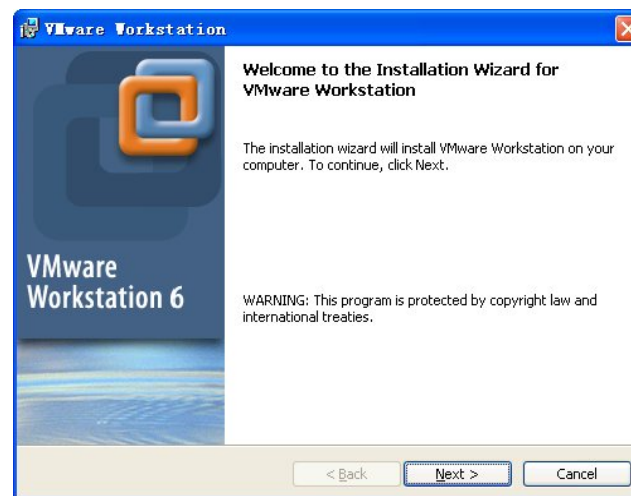 VMware Workstation
Welcome to the Installation Wizard for
VMware Workstation
The installation wizard will install VMware Workstation on your
computer. To continue, click Next.
VMware
Workstation 6
WARNING: This program is protected by copyright law and
international treaties.
< Back
Next >
Cancel